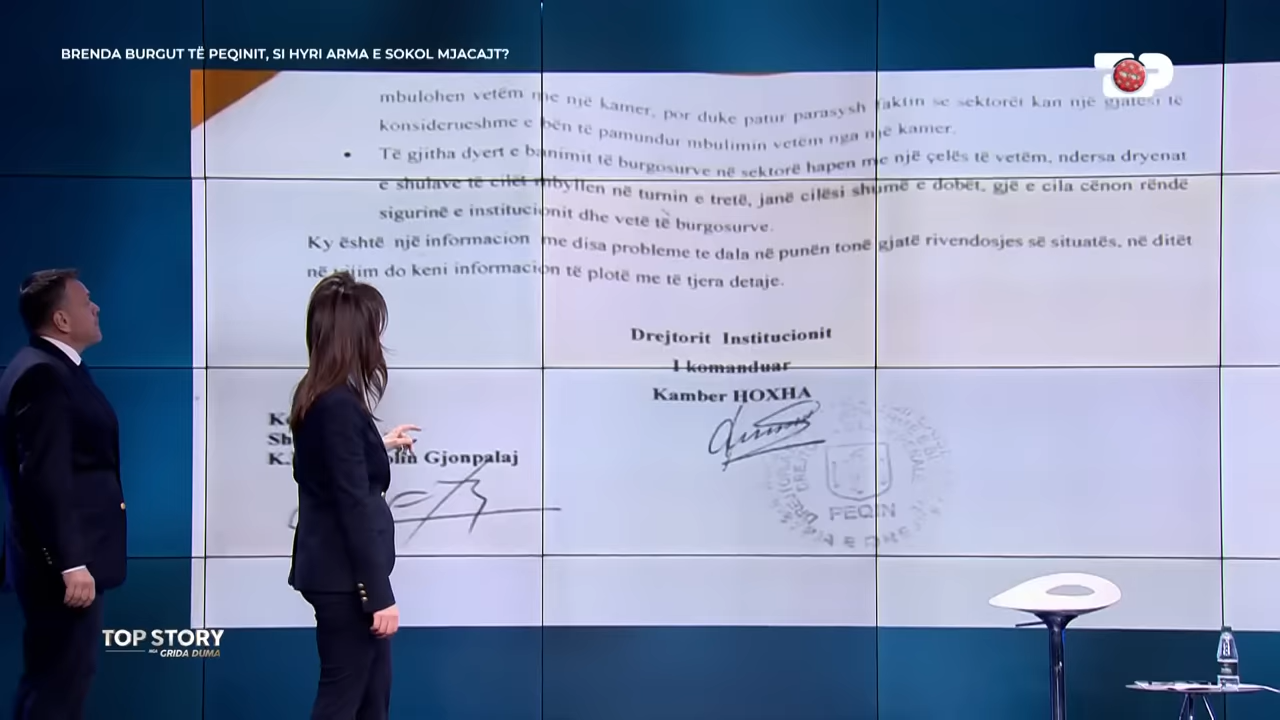 BRENDA BURGUT TË PEQINIT, SI HYRI ARMA E SOKOL MJACAJT?
TOP
mbulohen vetëm me një kamer, por duke patur parasysh faktin se sektorët kan një gjatësi të
konsiderueshme e bën të pamundur mbulimin vetëm nga një kamer.
• Të gjitha dyert e banimit të burgosurve në sektorë hapen me një çelës të vetëm, ndersa dryenat
e shulave të cilët mbyllen në turnin e tretë, janë cilësi shumë e dobët, gjë e cila cënon rëndë
sigurinë e institucionit dhe vetë të burgosurve.
Ky është një informacion me disa probleme te dala në punën tonë gjatë rivendosjes së situatës, në ditët
në do keni informacion të plotë me të tjera detaje.
Drejtorit Institucionit
I komanduar
Kamber HOXHA
K.
Gjonpalaj
PEQIN
TOP STORY
NGA GRIDA DUMA